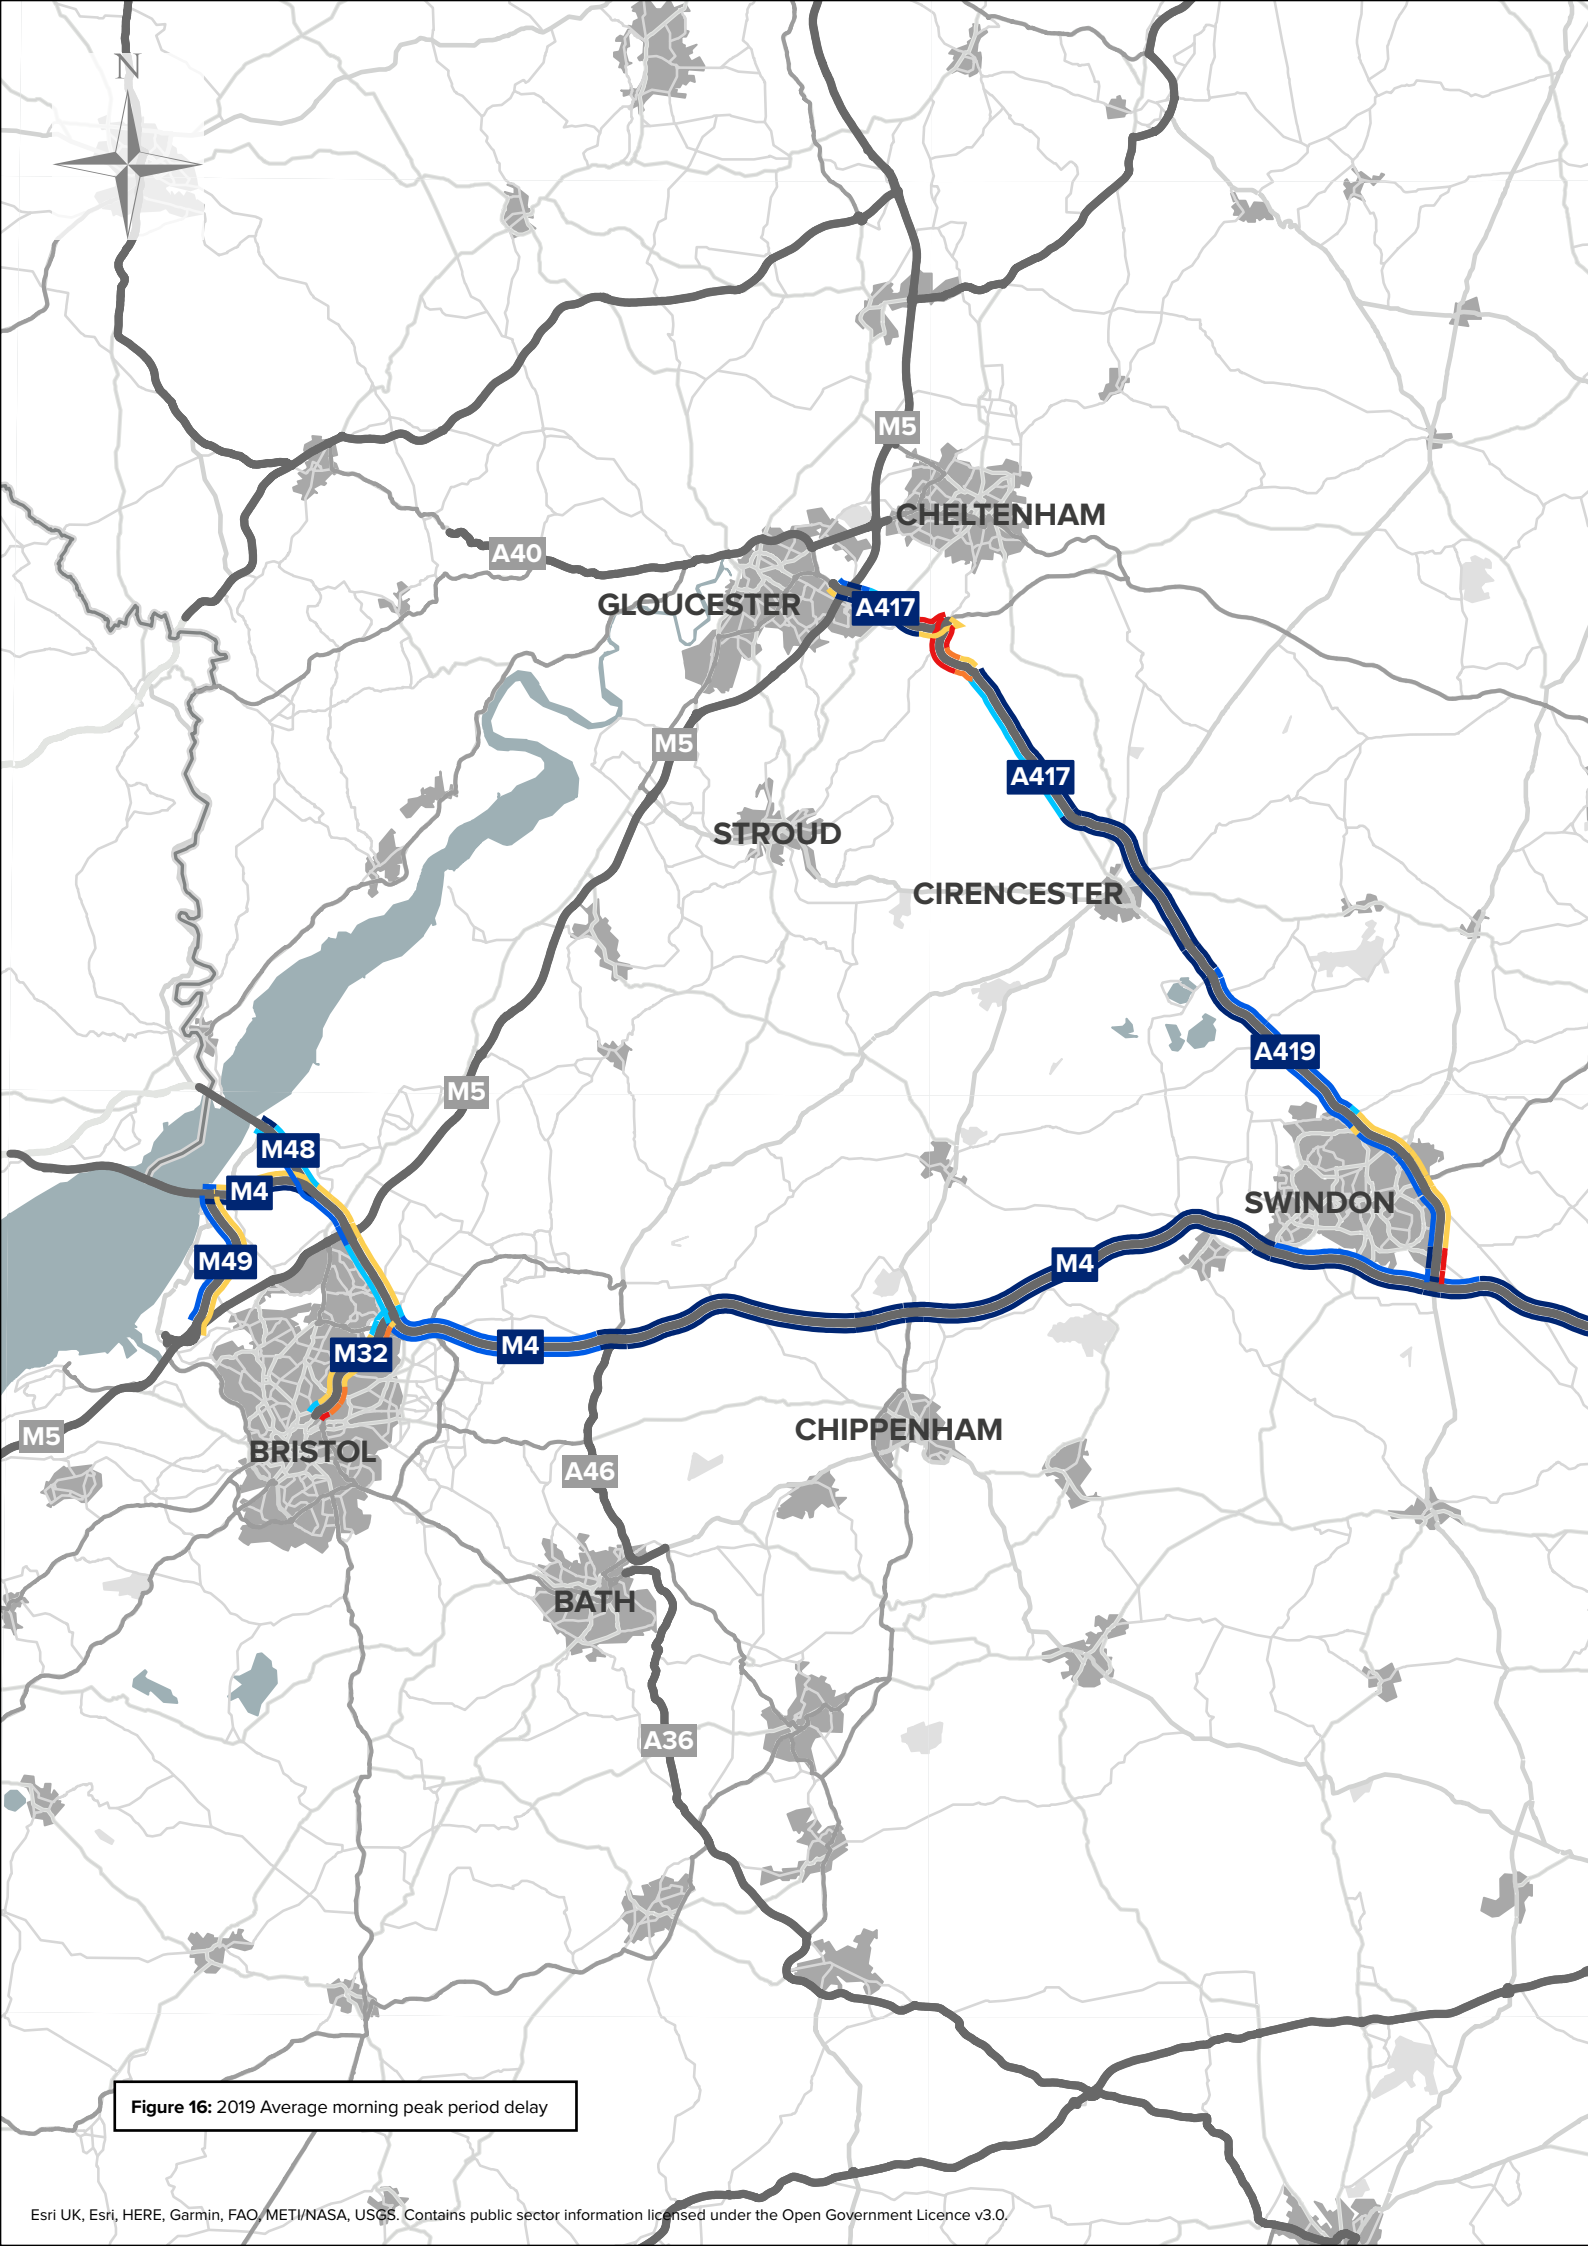 N
M5
CHELTENHAM
A40
GLOUCESTER
A417
M5
A417
STROUD
CIRENCESTER
A419
M5
M48
M4
SWINDON
M49
M4
M4
M32
CHIPPENHAM
M5
BRISTOL
A46
BATH
A36
Figure 16: 2019 Average morning peak period delay
Esri UK, Esri, HERE, Garmin, FAO, METI/NASA, USGS. Contains public sector information licensed under the Open Government Licence v3.0.